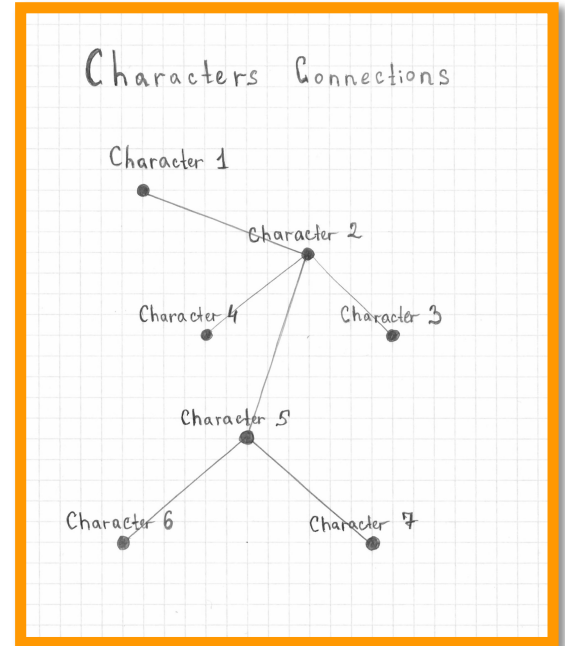 Characters Connections
Character 1
Character 2
Character 4
Character 3
Character 5
Character 6
Character 7